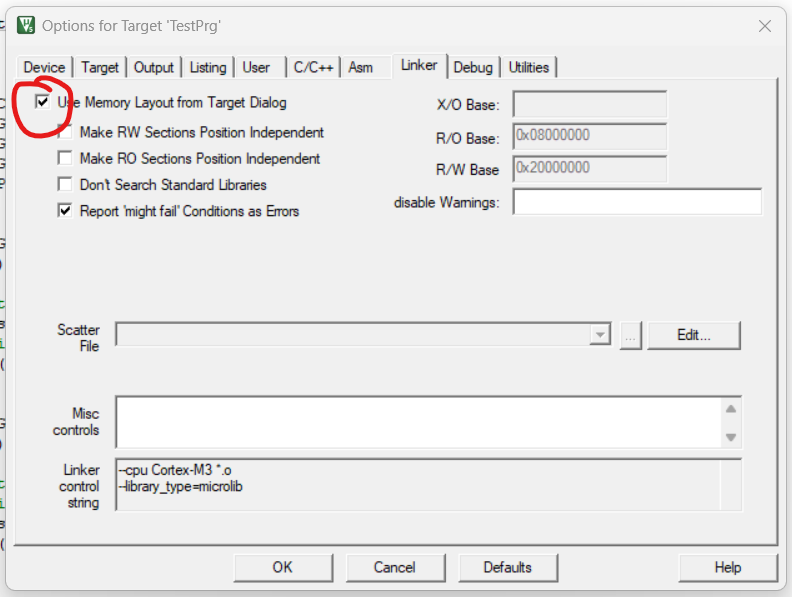 Options for Target 'TestPrg'
Device Target Output Listing User C/C++ Asm Linker Debug Utilities
Use Memory Layout from Target Dialog
Make RW Sections Position Independent
Make RO Sections Position Independent
Don't Search Standard Libraries
Report 'might fail' Conditions as Errors
X/O Base:
R/O Base: 0x08000000
R/W Base 0x20000000
disable Warnings:
Scatter
File
... Edit...
Misc
controls
Linker
control
string
--cpu Cortex-M3 *.o
--library_type=microlib
OK Cancel Defaults Help